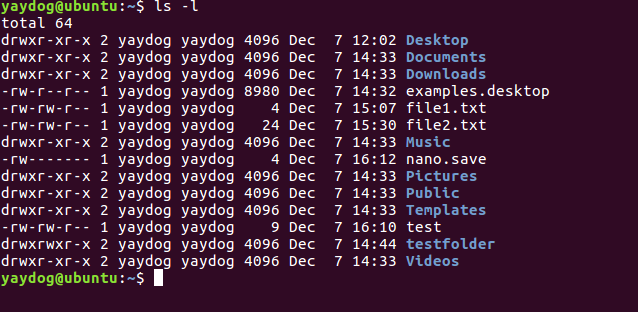 yaydog@ubuntu:~$ ls -l
total 64
drwxr-xr-x 2 yaydog yaydog 4096 Dec  7 12:02 Desktop
drwxr-xr-x 2 yaydog yaydog 4096 Dec  7 14:33 Documents
drwxr-xr-x 2 yaydog yaydog 4096 Dec  7 14:33 Downloads
-rw-r--r-- 1 yaydog yaydog 8980 Dec  7 14:32 examples.desktop
-rw-rw-r-- 1 yaydog yaydog    4 Dec  7 15:07 file1.txt
-rw-rw-r-- 1 yaydog yaydog   24 Dec  7 15:30 file2.txt
drwxr-xr-x 2 yaydog yaydog 4096 Dec  7 14:33 Music
-rw------- 1 yaydog yaydog    4 Dec  7 16:12 nano.save
drwxr-xr-x 2 yaydog yaydog 4096 Dec  7 14:33 Pictures
drwxr-xr-x 2 yaydog yaydog 4096 Dec  7 14:33 Public
drwxr-xr-x 2 yaydog yaydog 4096 Dec  7 14:33 Templates
-rw-rw-r-- 1 yaydog yaydog    9 Dec  7 16:10 test
drwxrwxr-x 2 yaydog yaydog 4096 Dec  7 14:44 testfolder
drwxr-xr-x 2 yaydog yaydog 4096 Dec  7 14:33 Videos
yaydog@ubuntu:~$